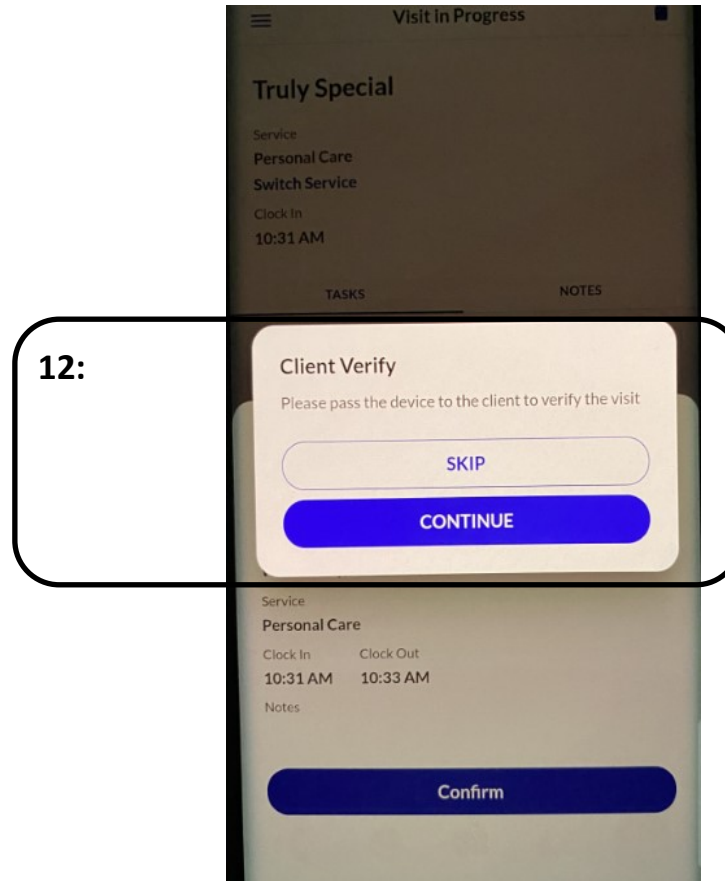 Visit in Progress
Truly Special
Service
Personal Care
Switch Service
Clock In
10:31 AM
TASKS NOTES
12:
Client Verify
Please pass the device to the client to verify the visit
SKIP
CONTINUE
Service
Personal Care
Clock In Clock Out
10:31 AM 10:33 AM
Notes
Confirm